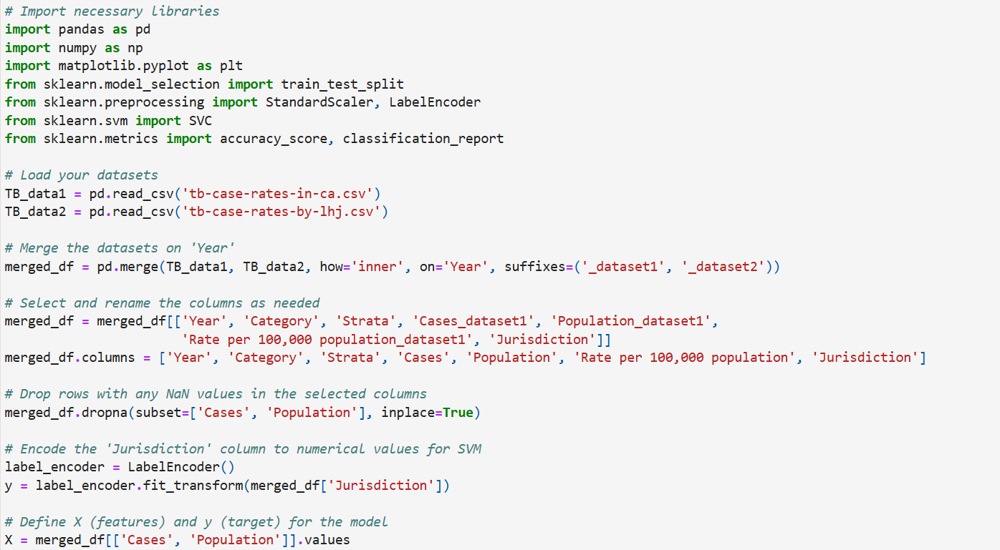 # Import necessary libraries
import pandas as pd
import numpy as np
import matplotlib.pyplot as plt
from sklearn.model_selection import train_test_split
from sklearn.preprocessing import StandardScaler, LabelEncoder
from sklearn.svm import SVC
from sklearn.metrics import accuracy_score, classification_report

# Load your datasets
TB_data1 = pd.read_csv('tb-case-rates-in-ca.csv')
TB_data2 = pd.read_csv('tb-case-rates-by-lhj.csv')

# Merge the datasets on 'Year'
merged_df = pd.merge(TB_data1, TB_data2, how='inner', on='Year', suffixes=('_dataset1', '_dataset2'))

# Select and rename the columns as needed
merged_df = merged_df[['Year', 'Category', 'Strata', 'Cases_dataset1', 'Population_dataset1',
                       'Rate per 100,000 population_dataset1', 'Jurisdiction']]
merged_df.columns = ['Year', 'Category', 'Strata', 'Cases', 'Population', 'Rate per 100,000 population', 'Jurisdiction']

# Drop rows with any NaN values in the selected columns
merged_df.dropna(subset=['Cases', 'Population'], inplace=True)

# Encode the 'Jurisdiction' column to numerical values for SVM
label_encoder = LabelEncoder()
y = label_encoder.fit_transform(merged_df['Jurisdiction'])

# Define X (features) and y (target) for the model
X = merged_df[['Cases', 'Population']].values